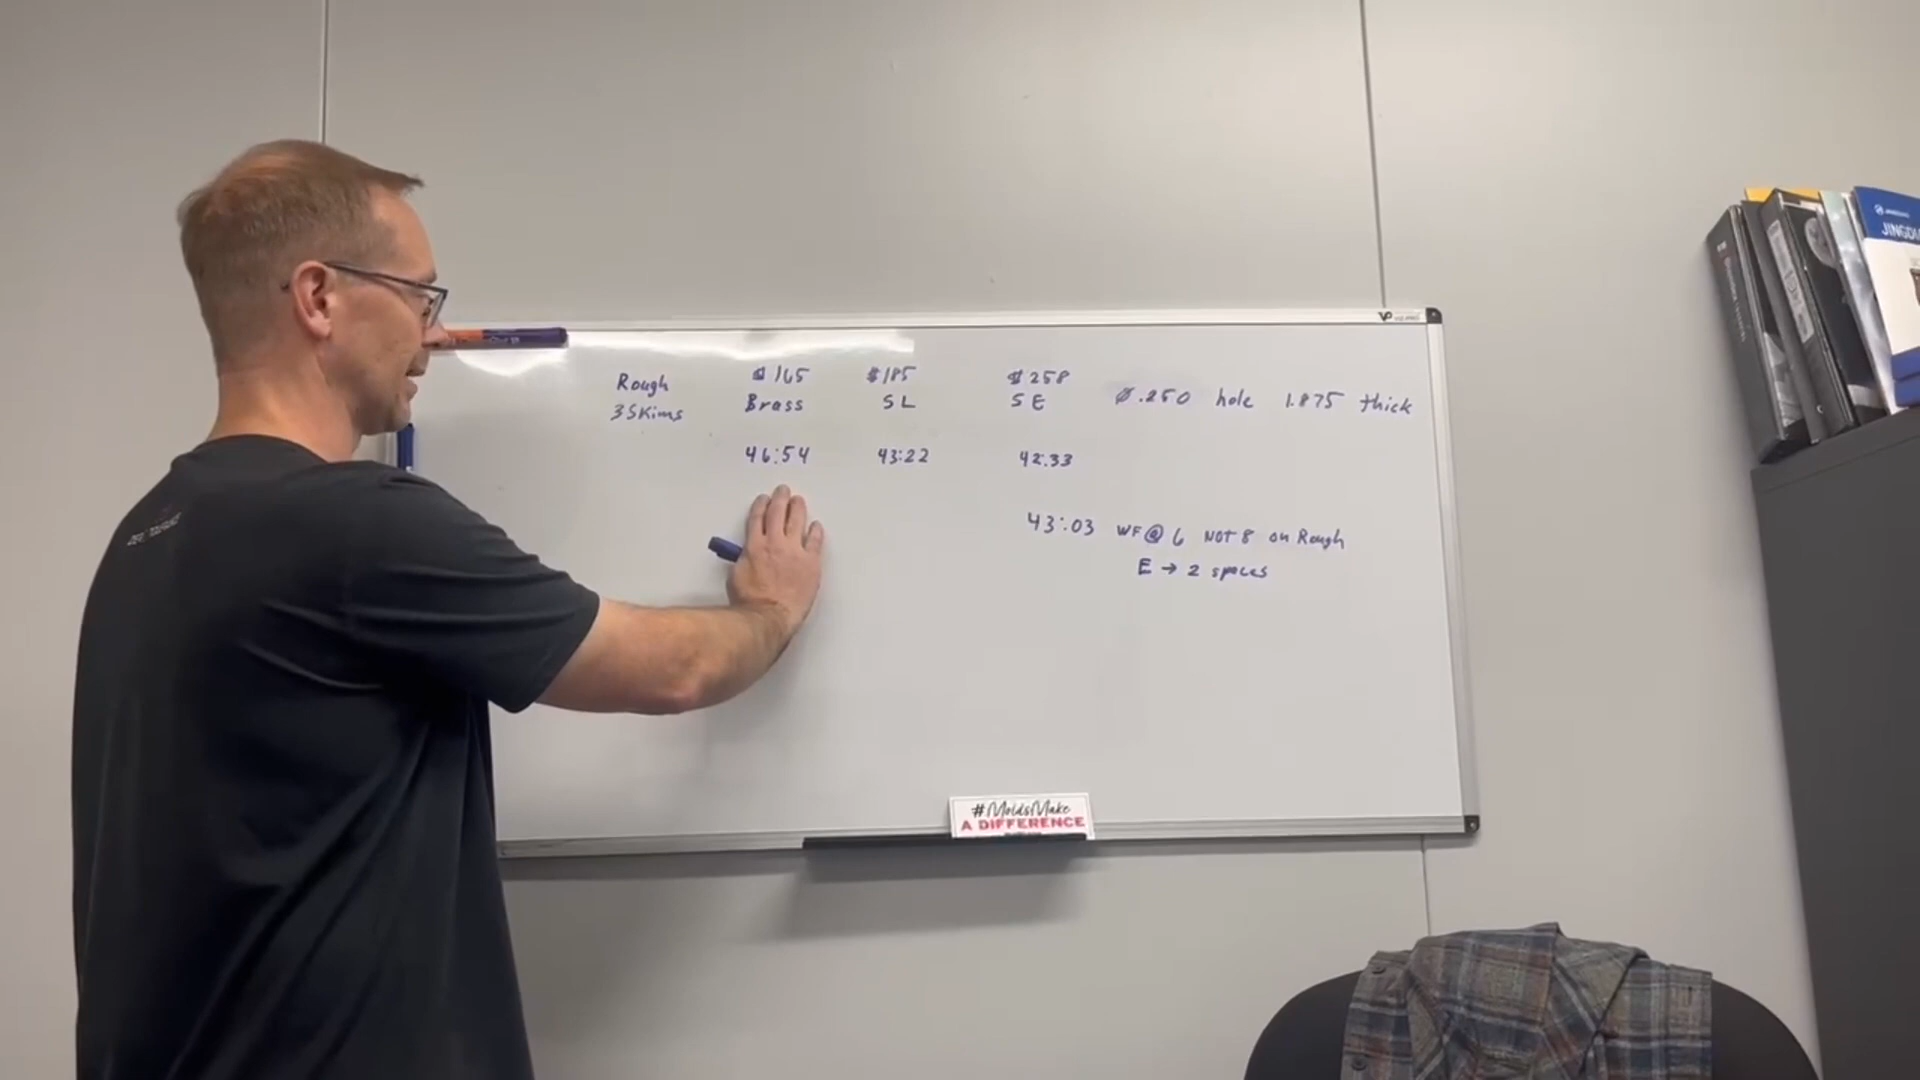 Rough
3 Skims
$165
Brass
46:54
$185
SL
43:22
$258
SE
42:33
Ø.250 hole 1.875 thick
43:03 WF@6 NOT 8 on Rough
E → 2 spaces
#MoldsMake
A DIFFERENCE
VP